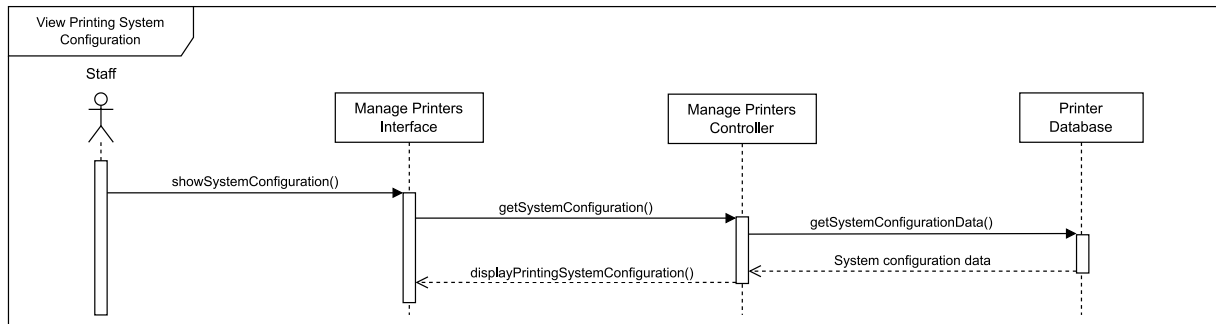 View Printing System
Configuration
Staff
Manage Printers
Interface
Manage Printers
Controller
Printer
Database
showSystemConfiguration()
getSystemConfiguration()
getSystemConfigurationData()
System configuration data
displayPrintingSystemConfiguration()